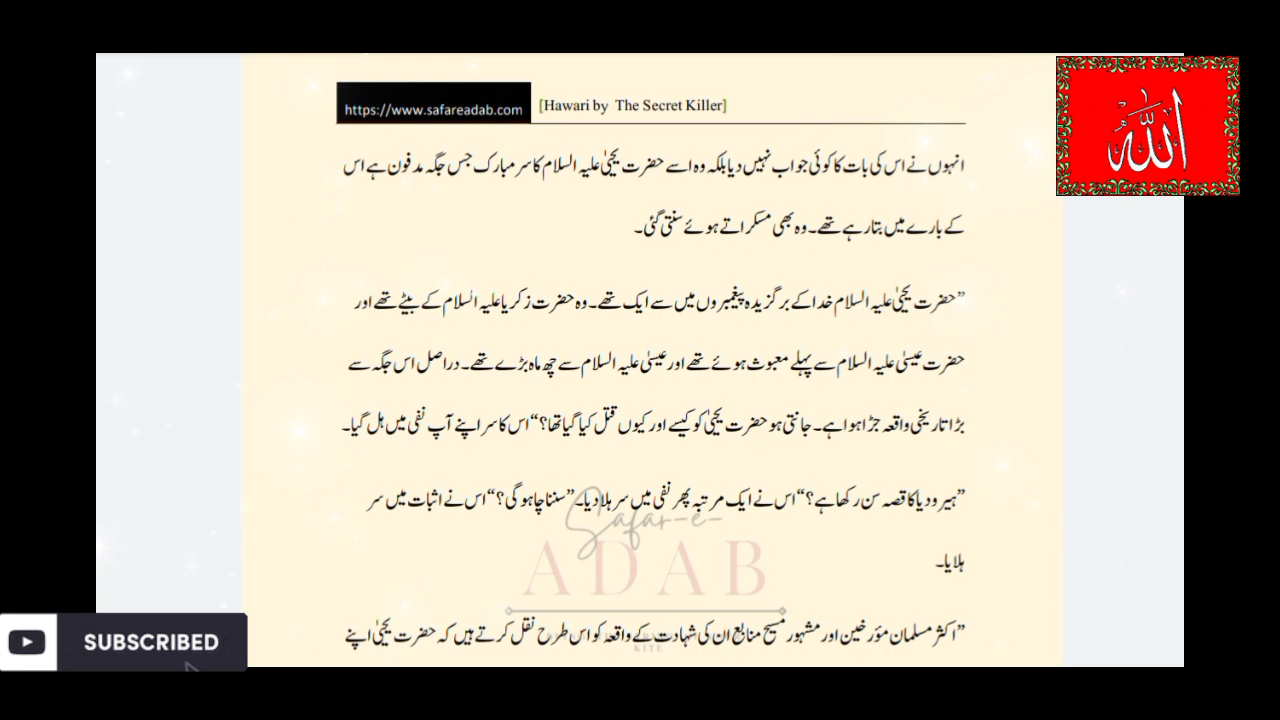 https://www.safareadab.com [Hawari by The Secret Killer]
اللہ
انہوں نے اس کی بات کا کوئی جواب نہیں دیا بلکہ وہ اسے حضرت یحییٰ علیہ السلام کا سر مبارک جس جگہ مدفون ہے اس
کے بارے میں بتا رہے تھے۔ وہ بھی مسکراتے ہوئے سنتی گئی۔
”حضرت یحییٰ علیہ السلام خدا کے برگزیدہ پیغمبروں میں سے ایک تھے۔ وہ حضرت زکریا علیہ السلام کے بیٹے تھے اور
حضرت عیسیٰ علیہ السلام سے پہلے مبعوث ہوئے تھے اور عیسیٰ علیہ السلام سے چھ ماہ بڑے تھے۔ دراصل اس جگہ سے
بڑا تاریخی واقعہ جڑا ہوا ہے۔ جانتی ہو حضرت یحییٰ کو کیسے اور کیوں قتل کیا گیا تھا؟“ اس کا سر اپنے آپ نفی میں ہل گیا۔
”ہیرودیا کا قصہ سن رکھا ہے؟“ اس نے ایک مرتبہ پھر نفی میں سر ہلا دیا۔ ”سننا چاہو گی؟“ اس نے اثبات میں سر
ہلایا۔
Safar-e-
ADAB
”اکثر مسلمان مؤرخین اور مشہور مسیح منابع ان کی شہادت کے واقعہ کو اس طرح نقل کرتے ہیں کہ حضرت یحییٰ اپنے
KITE
SUBSCRIBED